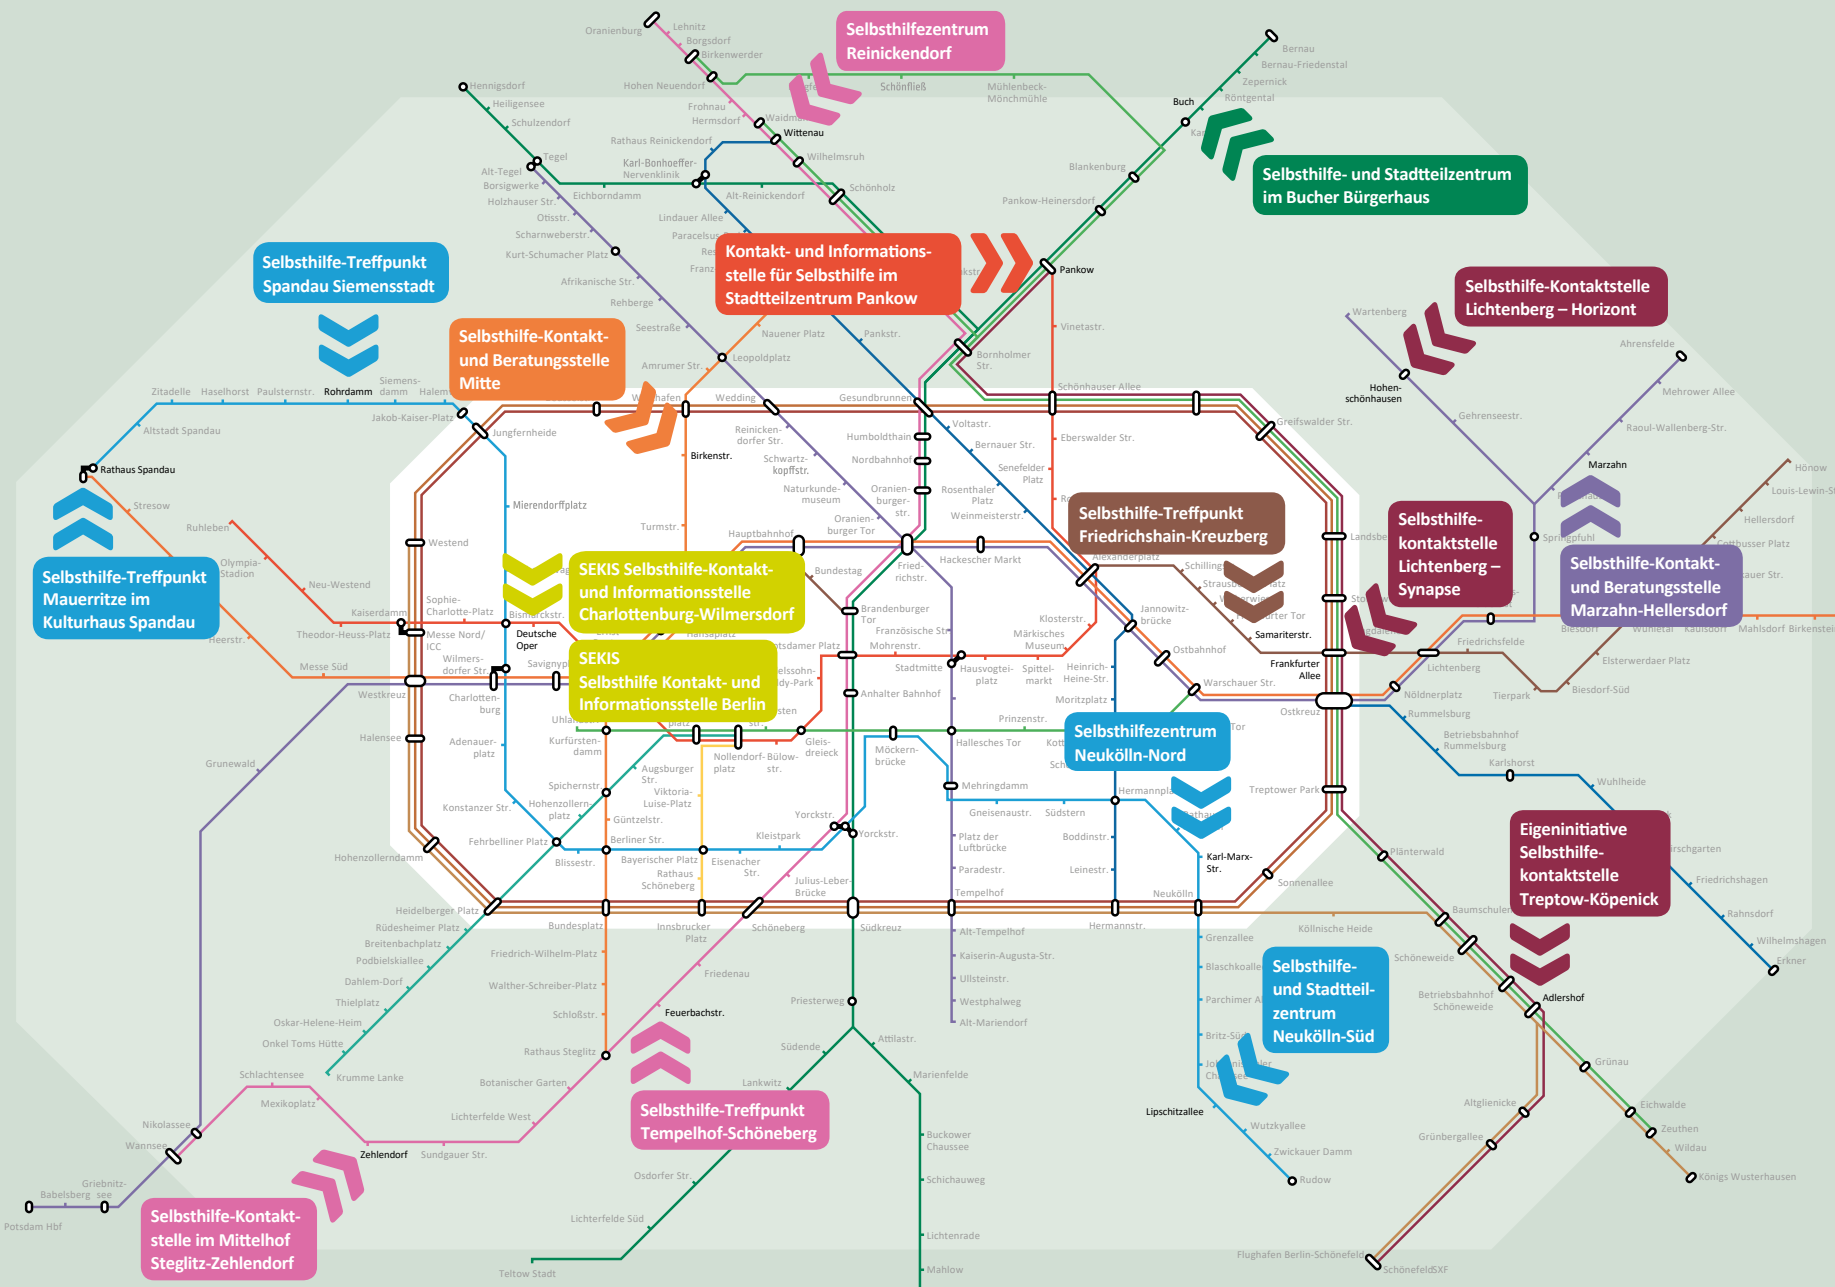 Oranienburg
Lehnitz
Borgsdorf
Birkenwerder
Hohen Neuendorf
Frohnau
Hermsdorf
Wittenau
Wilhelmsruh
Schönholz
Selbsthilfezentrum
Reinickendorf
Schönfließ
Mühlenbeck-
Mönchmühle
Bernau
Bernau-Friedenstal
Zepernick
Röntgental
Buch
Blankenburg
Pankow-Heinersdorf
Pankow
Selbsthilfe- und Stadtteilzentrum
im Bucher Bürgerhaus
Hennigsdorf
Heiligensee
Schulzendorf
Tegel
Alt-Tegel
Borsigwerke
Holzhauser Str.
Otisstr.
Scharnweberstr.
Kurt-Schumacher Platz
Afrikanische Str.
Rehberge
Seestraße
Eichborndamm
Rathaus Reinickendorf
Karl-Bonhoeffer-
Nervenklinik
Alt-Reinickendorf
Lindauer Allee
Kontakt- und Informations-
stelle für Selbsthilfe im
Stadtteilzentrum Pankow
Selbsthilfe-Treffpunkt
Spandau Siemensstadt
Selbsthilfe-Kontakt-
und Beratungsstelle
Mitte
Nauener Platz
Leopoldplatz
Amrumer Str.
Pankstr.
Vinetastr.
Bornholmer
Str.
Schönhauser Allee
Selbsthilfe-Kontaktstelle
Lichtenberg – Horizont
Wartenberg
Ahrensfelde
Mehrower Allee
Hohen-
schönhausen
Gehrenseestr.
Raoul-Wallenberg-Str.
Marzahn
Zitadelle
Haselhorst
Paulsternstr.
Rohrdamm
Siemens-
damm
Jakob-Kaiser-Platz
Jungfernheide
Altstadt Spandau
Rathaus Spandau
Stresow
Wedding
Gesundbrunnen
Reinicken-
dorfer Str.
Schwartz-
kopffstr.
Naturkunde-
museum
Oranien-
burger Tor
Humboldthain
Nordbahnhof
Oranien-
burger-
str.
Voltastr.
Bernauer Str.
Rosenthaler
Platz
Weinmeisterstr.
Eberswalder Str.
Senefelder
Platz
Greifswalder Str.
Birkenstr.
Turmstr.
Mierendorffplatz
Westend
Ruhleben
Olympia-
Stadion
Neu-Westend
Kaiserdamm
Theodor-Heuss-Platz
Sophie-
Charlotte-Platz
Messe Nord/
ICC
Bismarckstr.
Deutsche
Oper
Wilmers-
dorfer Str.
Charlotten-
burg
Heerstr.
Messe Süd
Westkreuz
Halensee
Grunewald
Selbsthilfe-Treffpunkt
Mauerritze im
Kulturhaus Spandau
SEKIS Selbsthilfe-Kontakt-
und Informationsstelle
Charlottenburg-Wilmersdorf
SEKIS
Selbsthilfe Kontakt- und
Informationsstelle Berlin
Hauptbahnhof
Bundestag
Fried-
richstr.
Hackescher Markt
Brandenburger
Tor
Französische Str.
Mohrenstr.
Stadtmitte
Hausvogtei-
platz
Spittel-
markt
Märkisches
Museum
Klosterstr.
Jannowitz-
brücke
Alexanderplatz
Selbsthilfe-Treffpunkt
Friedrichshain-Kreuzberg
Samariterstr.
Frankfurter
Allee
Ostbahnhof
Warschauer Str.
Heinrich-
Heine-Str.
Moritzplatz
Anhalter Bahnhof
Ostkreuz
Selbsthilfe-
kontaktstelle
Lichtenberg –
Synapse
Selbsthilfe-Kontakt-
und Beratungsstelle
Marzahn-Hellersdorf
Springpfuhl
Hönow
Hellersdorf
Friedrichsfelde
Lichtenberg
Biesdorf
Wuhletal
Kaulsdorf
Mahlsdorf
Elsterwerdaer Platz
Biesdorf-Süd
Tierpark
Nöldnerplatz
Rummelsburg
Betriebsbahnhof
Rummelsburg
Karlshorst
Wuhlheide
Friedrichshagen
Rahnsdorf
Wilhelmshagen
Erkner
Kurfürsten-
damm
Augsburger
Str.
Spichernstr.
Hohenzollern-
platz
Güntzelstr.
Fehrbelliner Platz
Berliner Str.
Blissestr.
Bayerischer Platz
Rathaus
Schöneberg
Eisenacher
Str.
Kleistpark
Viktoria-
Luise-Platz
Nollendorf-
platz
Bülow-
str.
Gleis-
dreieck
Möckern-
brücke
Hallesches Tor
Prinzenstr.
Mehringdamm
Gneisenaustr.
Südstern
Hermannplatz
Yorckstr.
Yorckstr.
Julius-Leber-
Brücke
Platz der
Luftbrücke
Paradestr.
Tempelhof
Boddinstr.
Leinestr.
Neukölln
Hermannstr.
Karl-Marx-
Str.
Selbsthilfezentrum
Neukölln-Nord
Treptower Park
Sonnenallee
Plänterwald
Adenauer-
platz
Konstanzer Str.
Hohenzollerndamm
Heidelberger Platz
Rüdesheimer Platz
Breitenbachplatz
Podbielskiallee
Dahlem-Dorf
Thielplatz
Oskar-Helene-Heim
Onkel Toms Hütte
Krumme Lanke
Bundesplatz
Innsbrucker
Platz
Schöneberg
Südkreuz
Friedrich-Wilhelm-Platz
Walther-Schreiber-Platz
Schloßstr.
Rathaus Steglitz
Friedenau
Feuerbachstr.
Botanischer Garten
Lichterfelde West
Sundgauer Str.
Zehlendorf
Mexikoplatz
Schlachtensee
Nikolassee
Wannsee
Griebnitz-
see
Babelsberg
Potsdam Hbf
Selbsthilfe-Kontakt-
stelle im Mittelhof
Steglitz-Zehlendorf
Selbsthilfe-Treffpunkt
Tempelhof-Schöneberg
Priesterweg
Südende
Lankwitz
Attilastr.
Marienfelde
Buckower
Chaussee
Schichauweg
Lichtenrade
Mahlow
Osdorfer Str.
Lichterfelde Süd
Teltow Stadt
Alt-Tempelhof
Kaiserin-Augusta-Str.
Ullsteinstr.
Westphalweg
Alt-Mariendorf
Grenzallee
Blaschkoallee
Selbsthilfe-
und Stadtteil-
zentrum
Neukölln-Süd
Lipschitzallee
Wutzkyallee
Zwickauer Damm
Rudow
Köllnische Heide
Schöneweide
Betriebsbahnhof
Schöneweide
Adlershof
Eigeninitiative
Selbsthilfe-
kontaktstelle
Treptow-Köpenick
Grünau
Eichwalde
Zeuthen
Wildau
Königs Wusterhausen
Altglienicke
Grünbergallee
Flughafen Berlin-Schönefeld